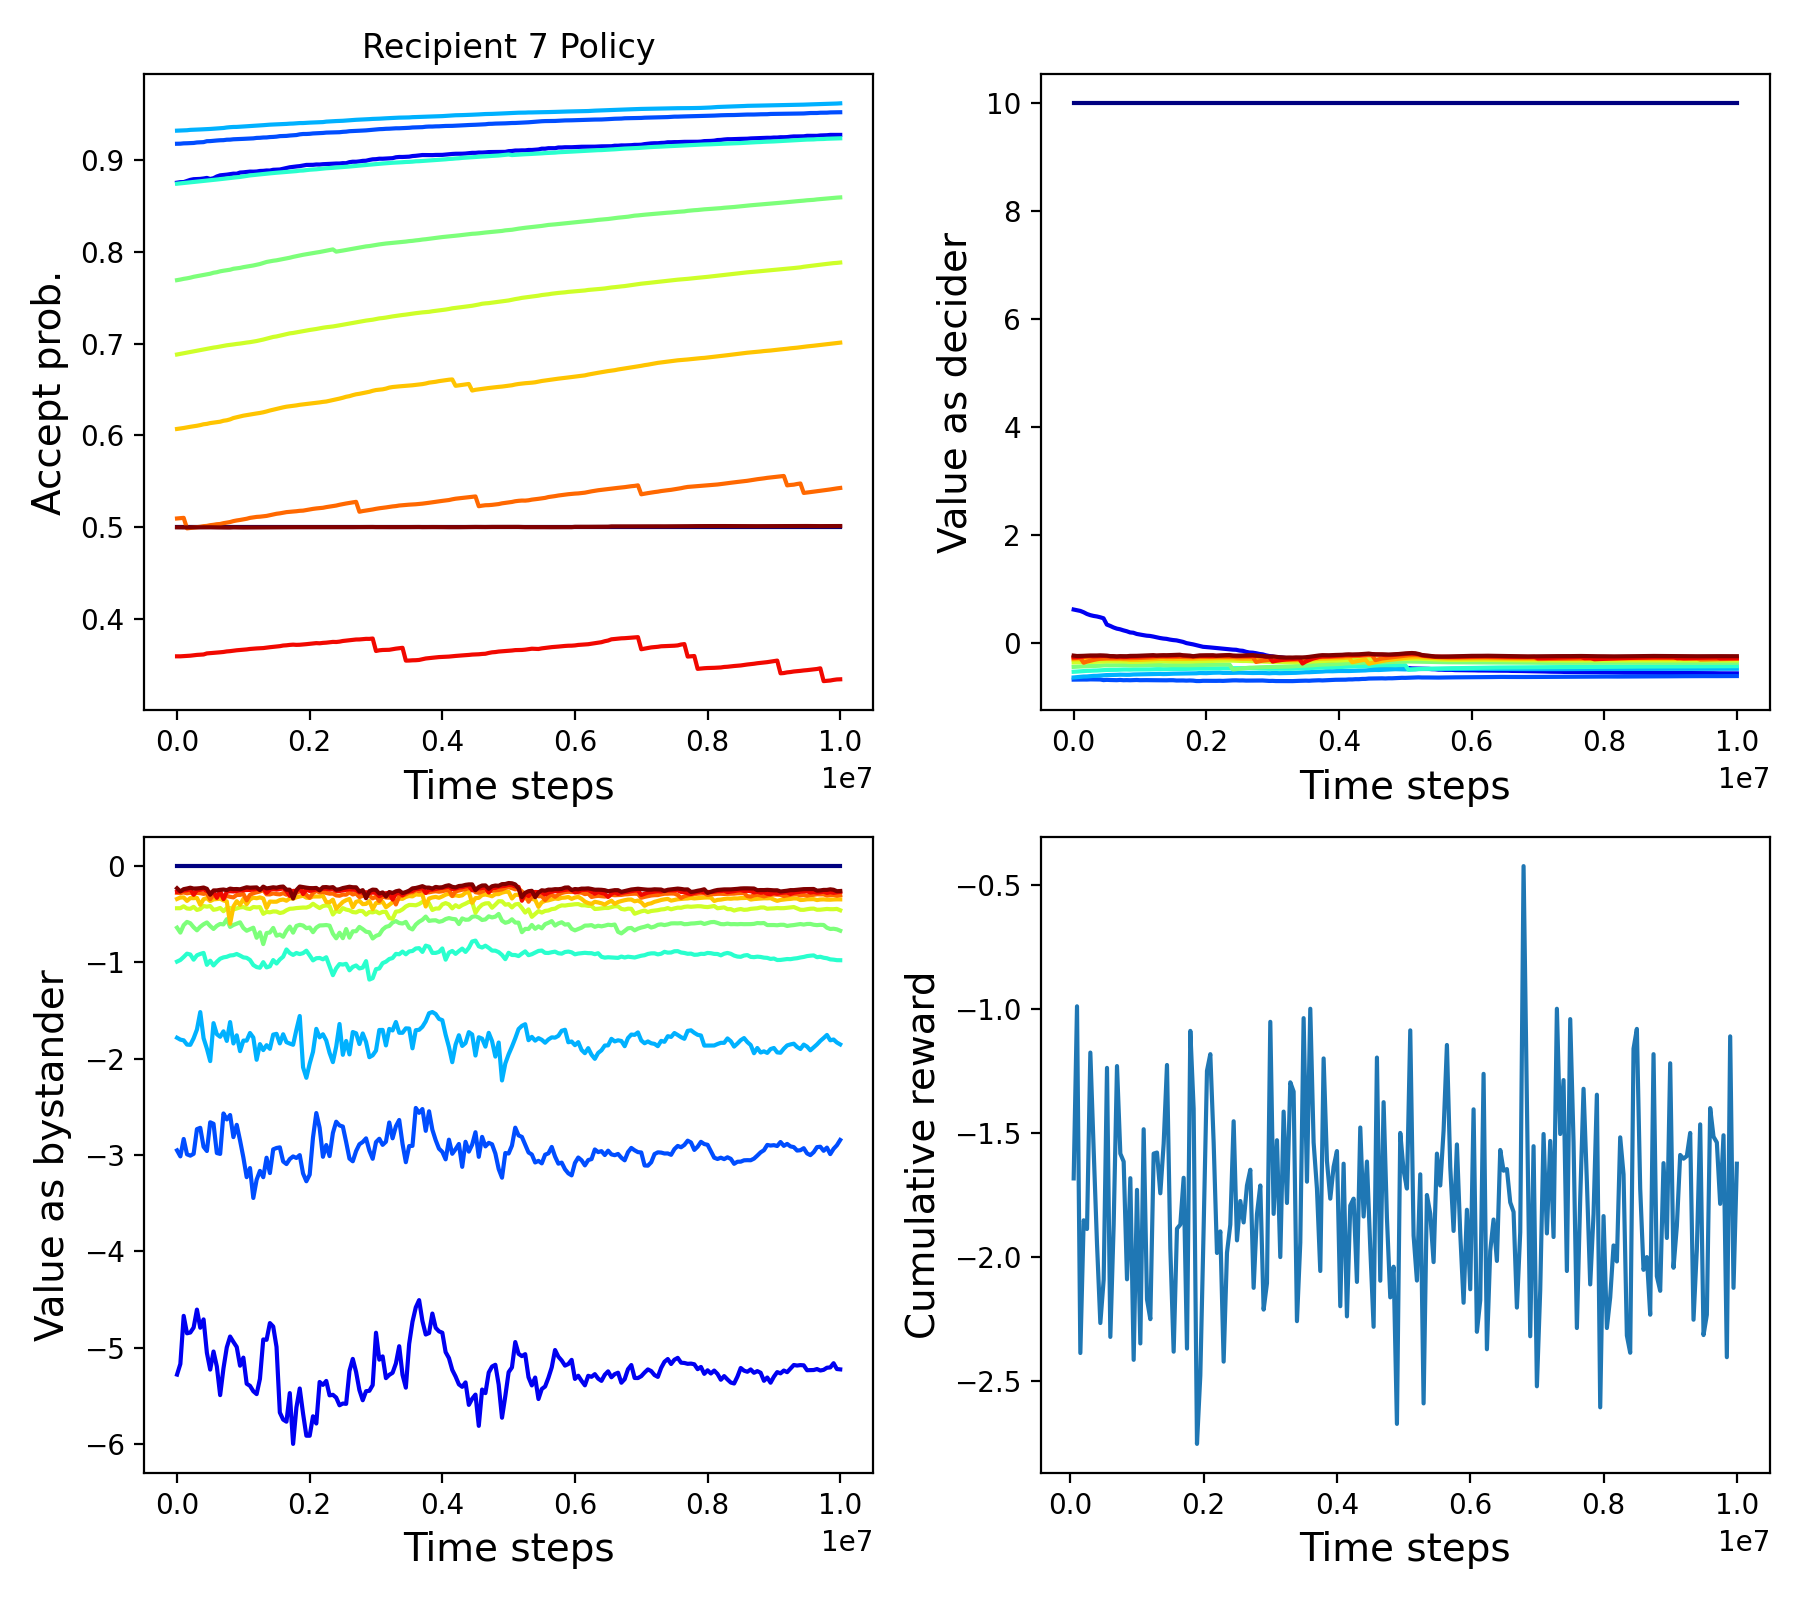 Recipient 7 Policy
Accept prob.
0.9
0.8
0.7
0.6
0.5
0.4
0.0 0.2 0.4 0.6 0.8 1.0
1e7
Time steps
Value as decider
10
8
6
4
2
0
0.0 0.2 0.4 0.6 0.8 1.0
1e7
Time steps
Value as bystander
0
−1
−2
−3
−4
−5
−6
0.0 0.2 0.4 0.6 0.8 1.0
1e7
Time steps
Cumulative reward
−0.5
−1.0
−1.5
−2.0
−2.5
0.0 0.2 0.4 0.6 0.8 1.0
1e7
Time steps